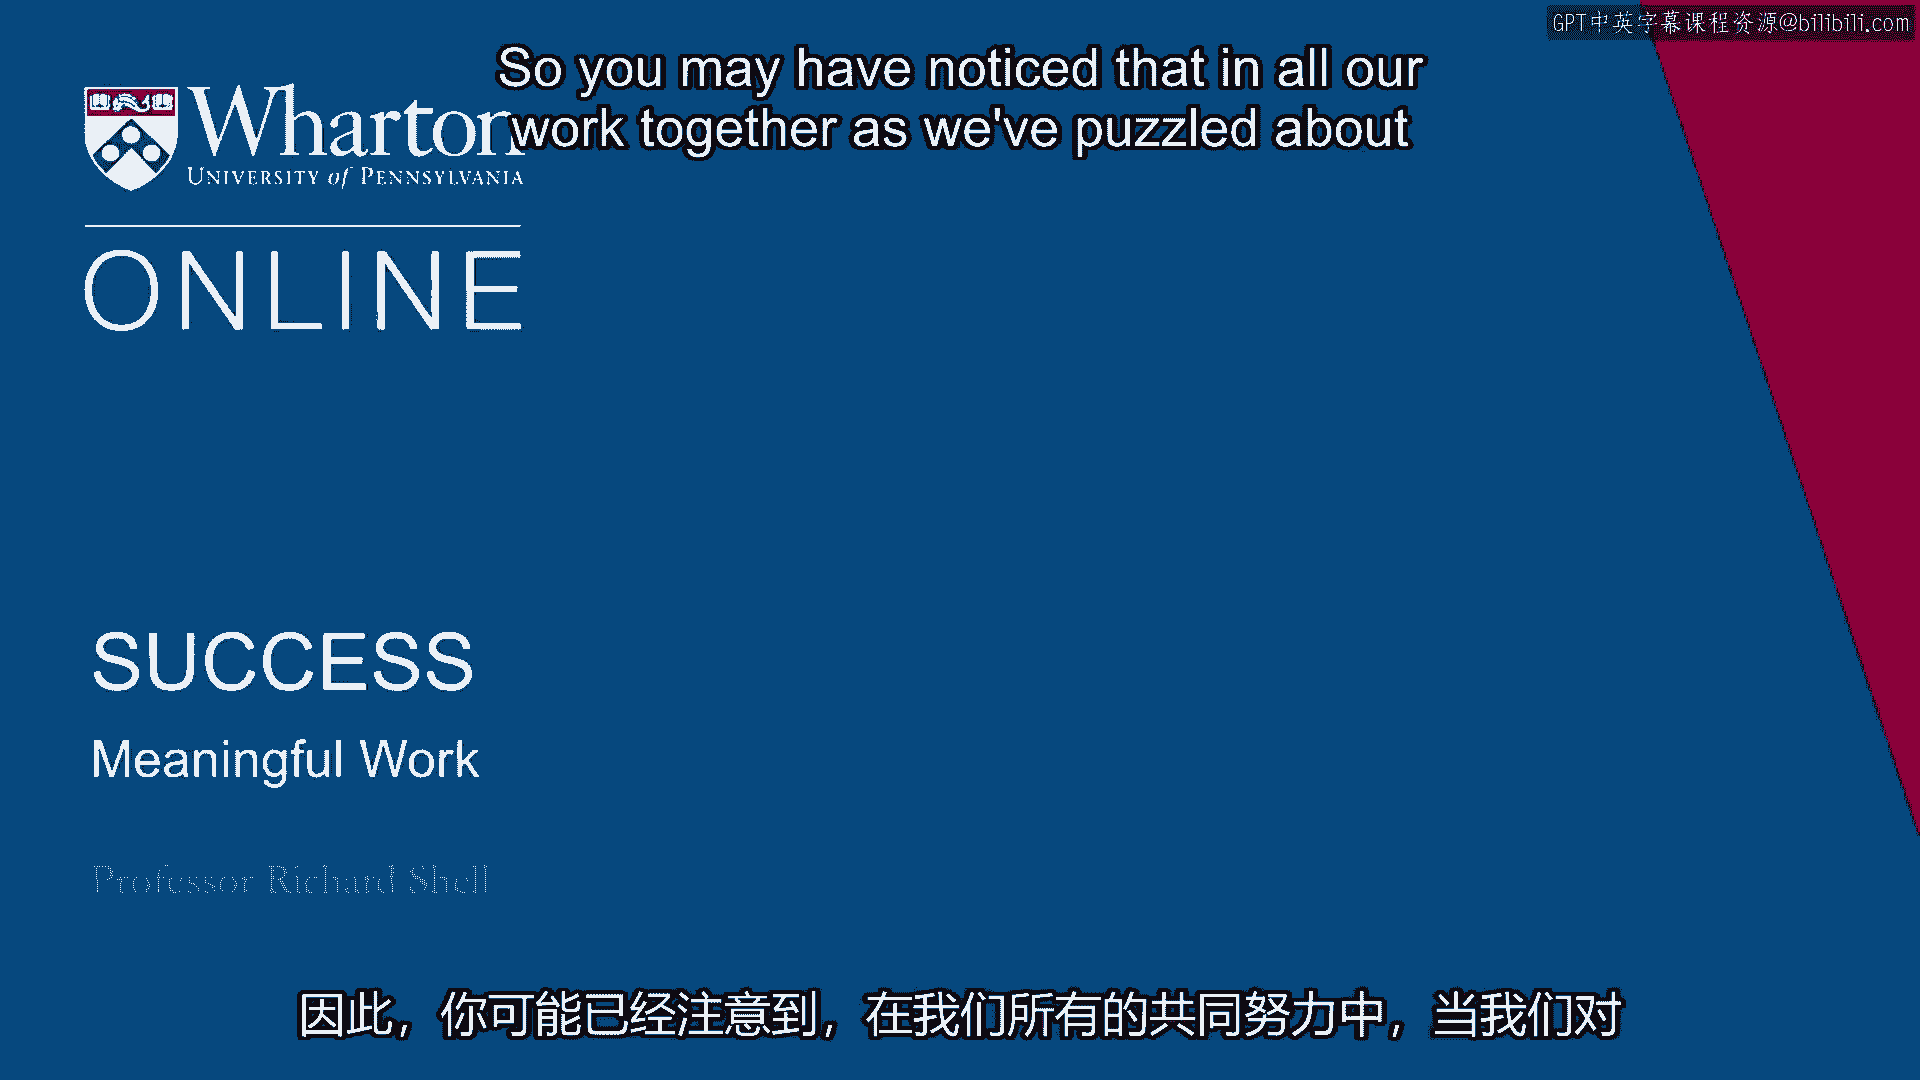 GPT中英字幕课程资源@bilibili.com
So you may have noticed that in all our
work together as we've puzzled about
Wharton
UNIVERSITY of PENNSYLVANIA
ONLINE
SUCCESS
Meaningful Work
Professor Richard Shell
因此，你可能已经注意到，在我们所有的共同努力中，当我们对